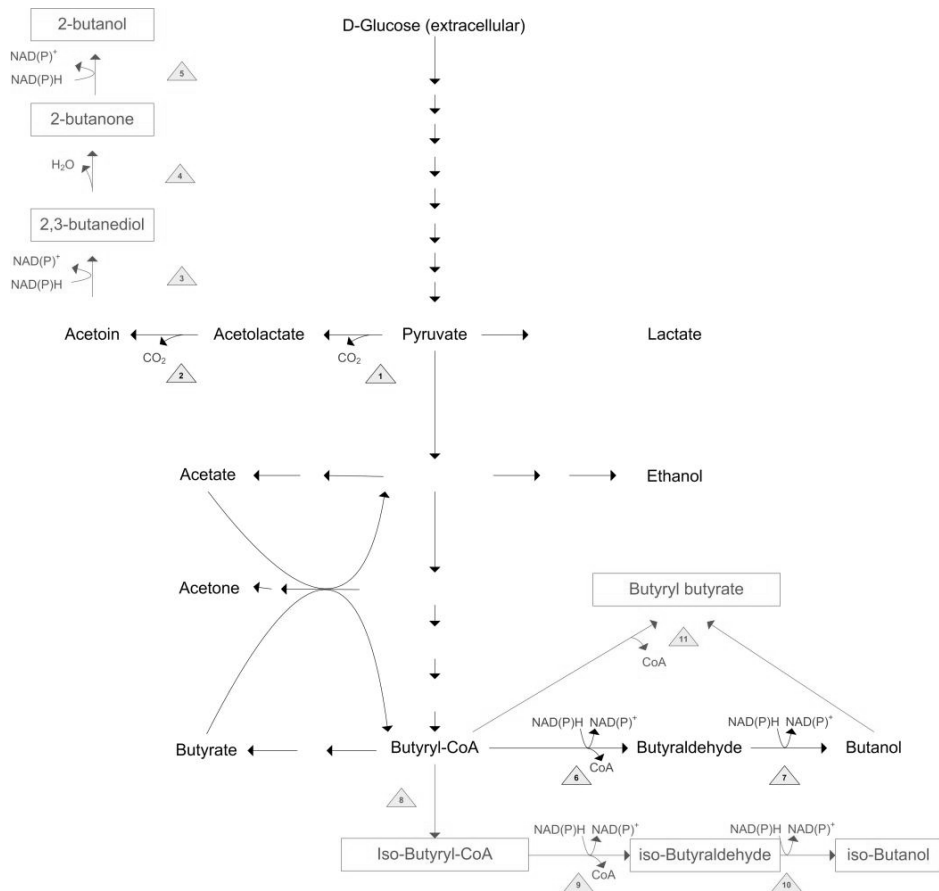 2-butanol
D-Glucose (extracellular)
NAD(P)+
NAD(P)H
5
2-butanone
H₂O
4
2,3-butanediol
NAD(P)+
NAD(P)H
3
Acetoin
Acetolactate
Pyruvate
Lactate
CO₂
CO₂
2
1
Acetate
Ethanol
Acetone
Butyryl butyrate
11
CoA
NAD(P)H NAD(P)+
NAD(P)H NAD(P)+
Butyrate
Butyryl-CoA
Butyraldehyde
Butanol
CoA
6
7
8
NAD(P)H NAD(P)+
NAD(P)H NAD(P)+
Iso-Butyryl-CoA
iso-Butyraldehyde
iso-Butanol
CoA
9
10